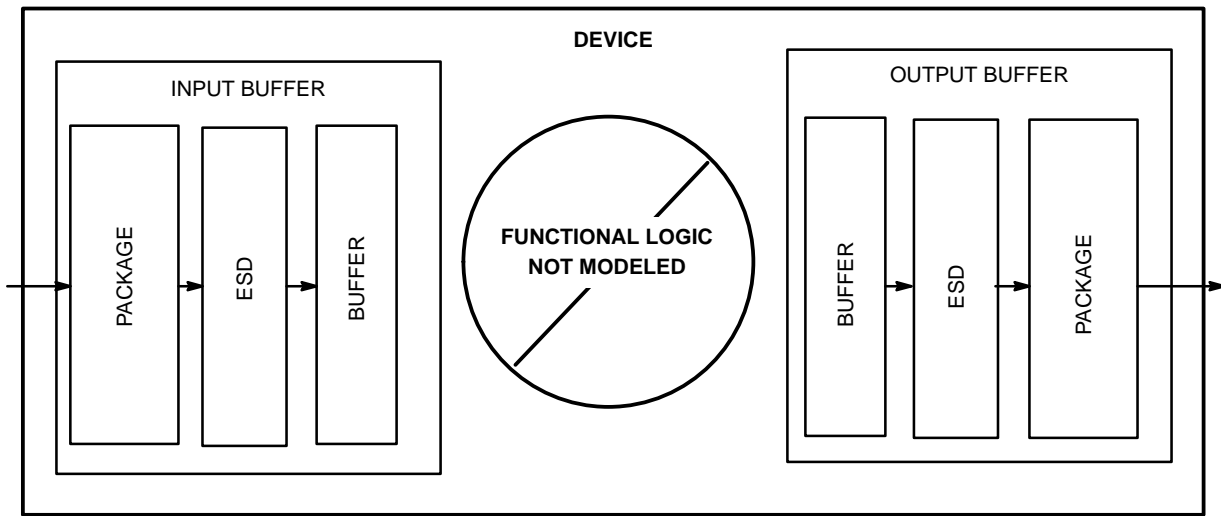 DEVICE
INPUT BUFFER
PACKAGE
ESD
BUFFER
FUNCTIONAL LOGIC
NOT MODELED
OUTPUT BUFFER
BUFFER
ESD
PACKAGE